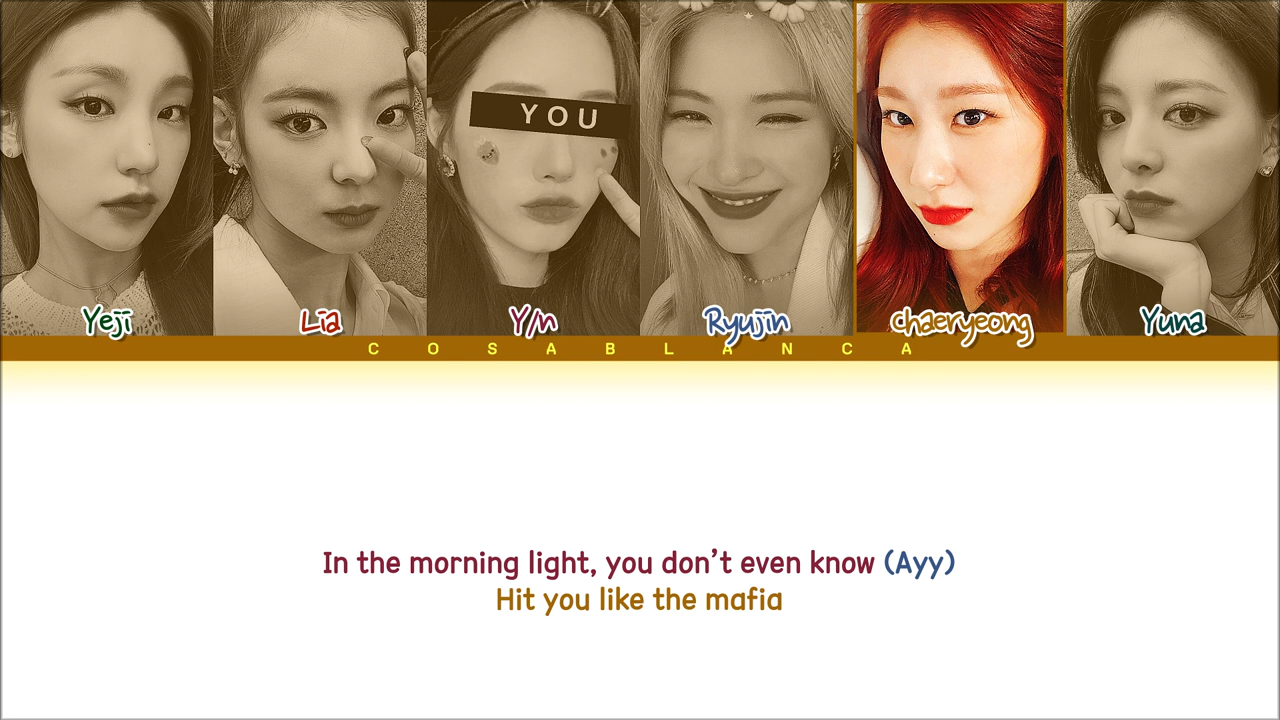 YOU
Yeji
Lia
Y/n
Ryujin
chaeryeong
Yuna
COSABLANCA
In the morning light, you don't even know (Ayy)
Hit you like the mafia